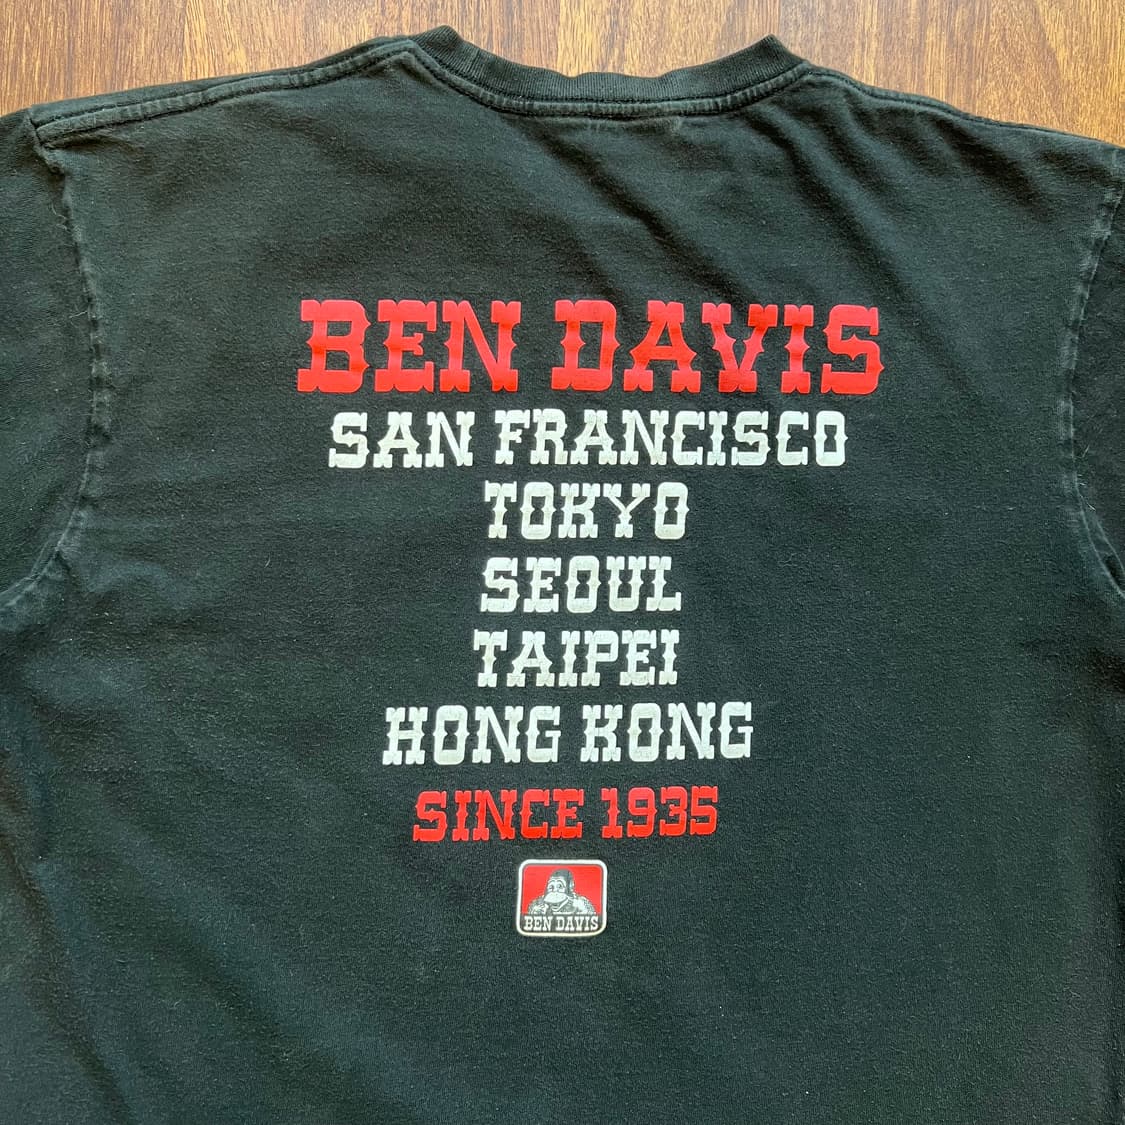 BEN DAVIS
SAN FRANCISCO
TOKYO
SEOUL
TAIPEI
HONG KONG
SINCE 1935
BEN DAVIS